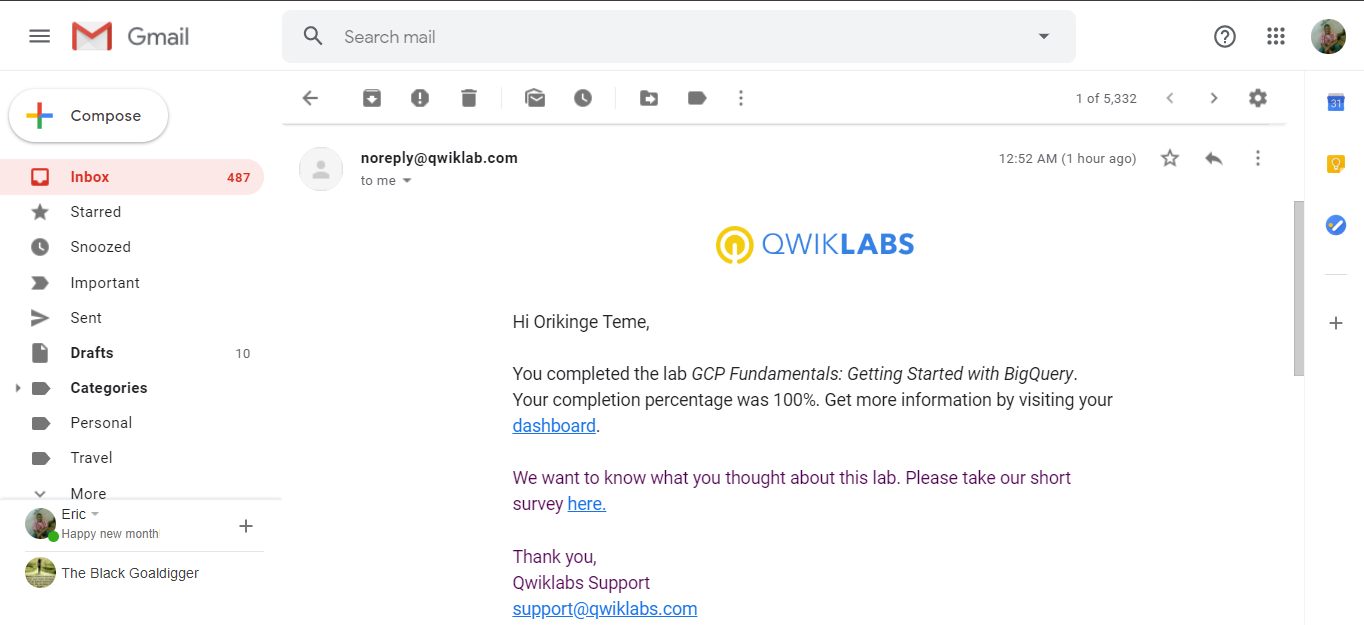 Gmail
Search mail
Compose
1 of 5,332
31
Inbox 487
Starred
Snoozed
Important
Sent
Drafts 10
Categories
Personal
Travel
More
Eric
Happy new month
The Black Goaldigger
noreply@qwiklab.com
12:52 AM (1 hour ago)
to me
QWIKLABS
Hi Orikinge Teme,
You completed the lab GCP Fundamentals: Getting Started with BigQuery.
Your completion percentage was 100%. Get more information by visiting your
dashboard.
We want to know what you thought about this lab. Please take our short
survey here.
Thank you,
Qwiklabs Support
support@qwiklabs.com